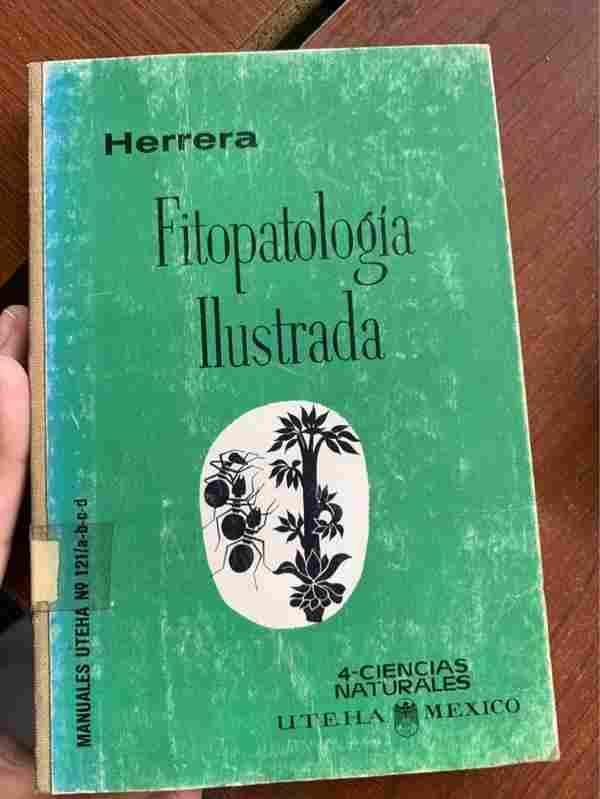 Herrera
Fitopatología
Ilustrada
MANUALES UTEHA Nº 121/a-b-c-d
4-CIENCIAS
NATURALES
UTEHA MEXICO